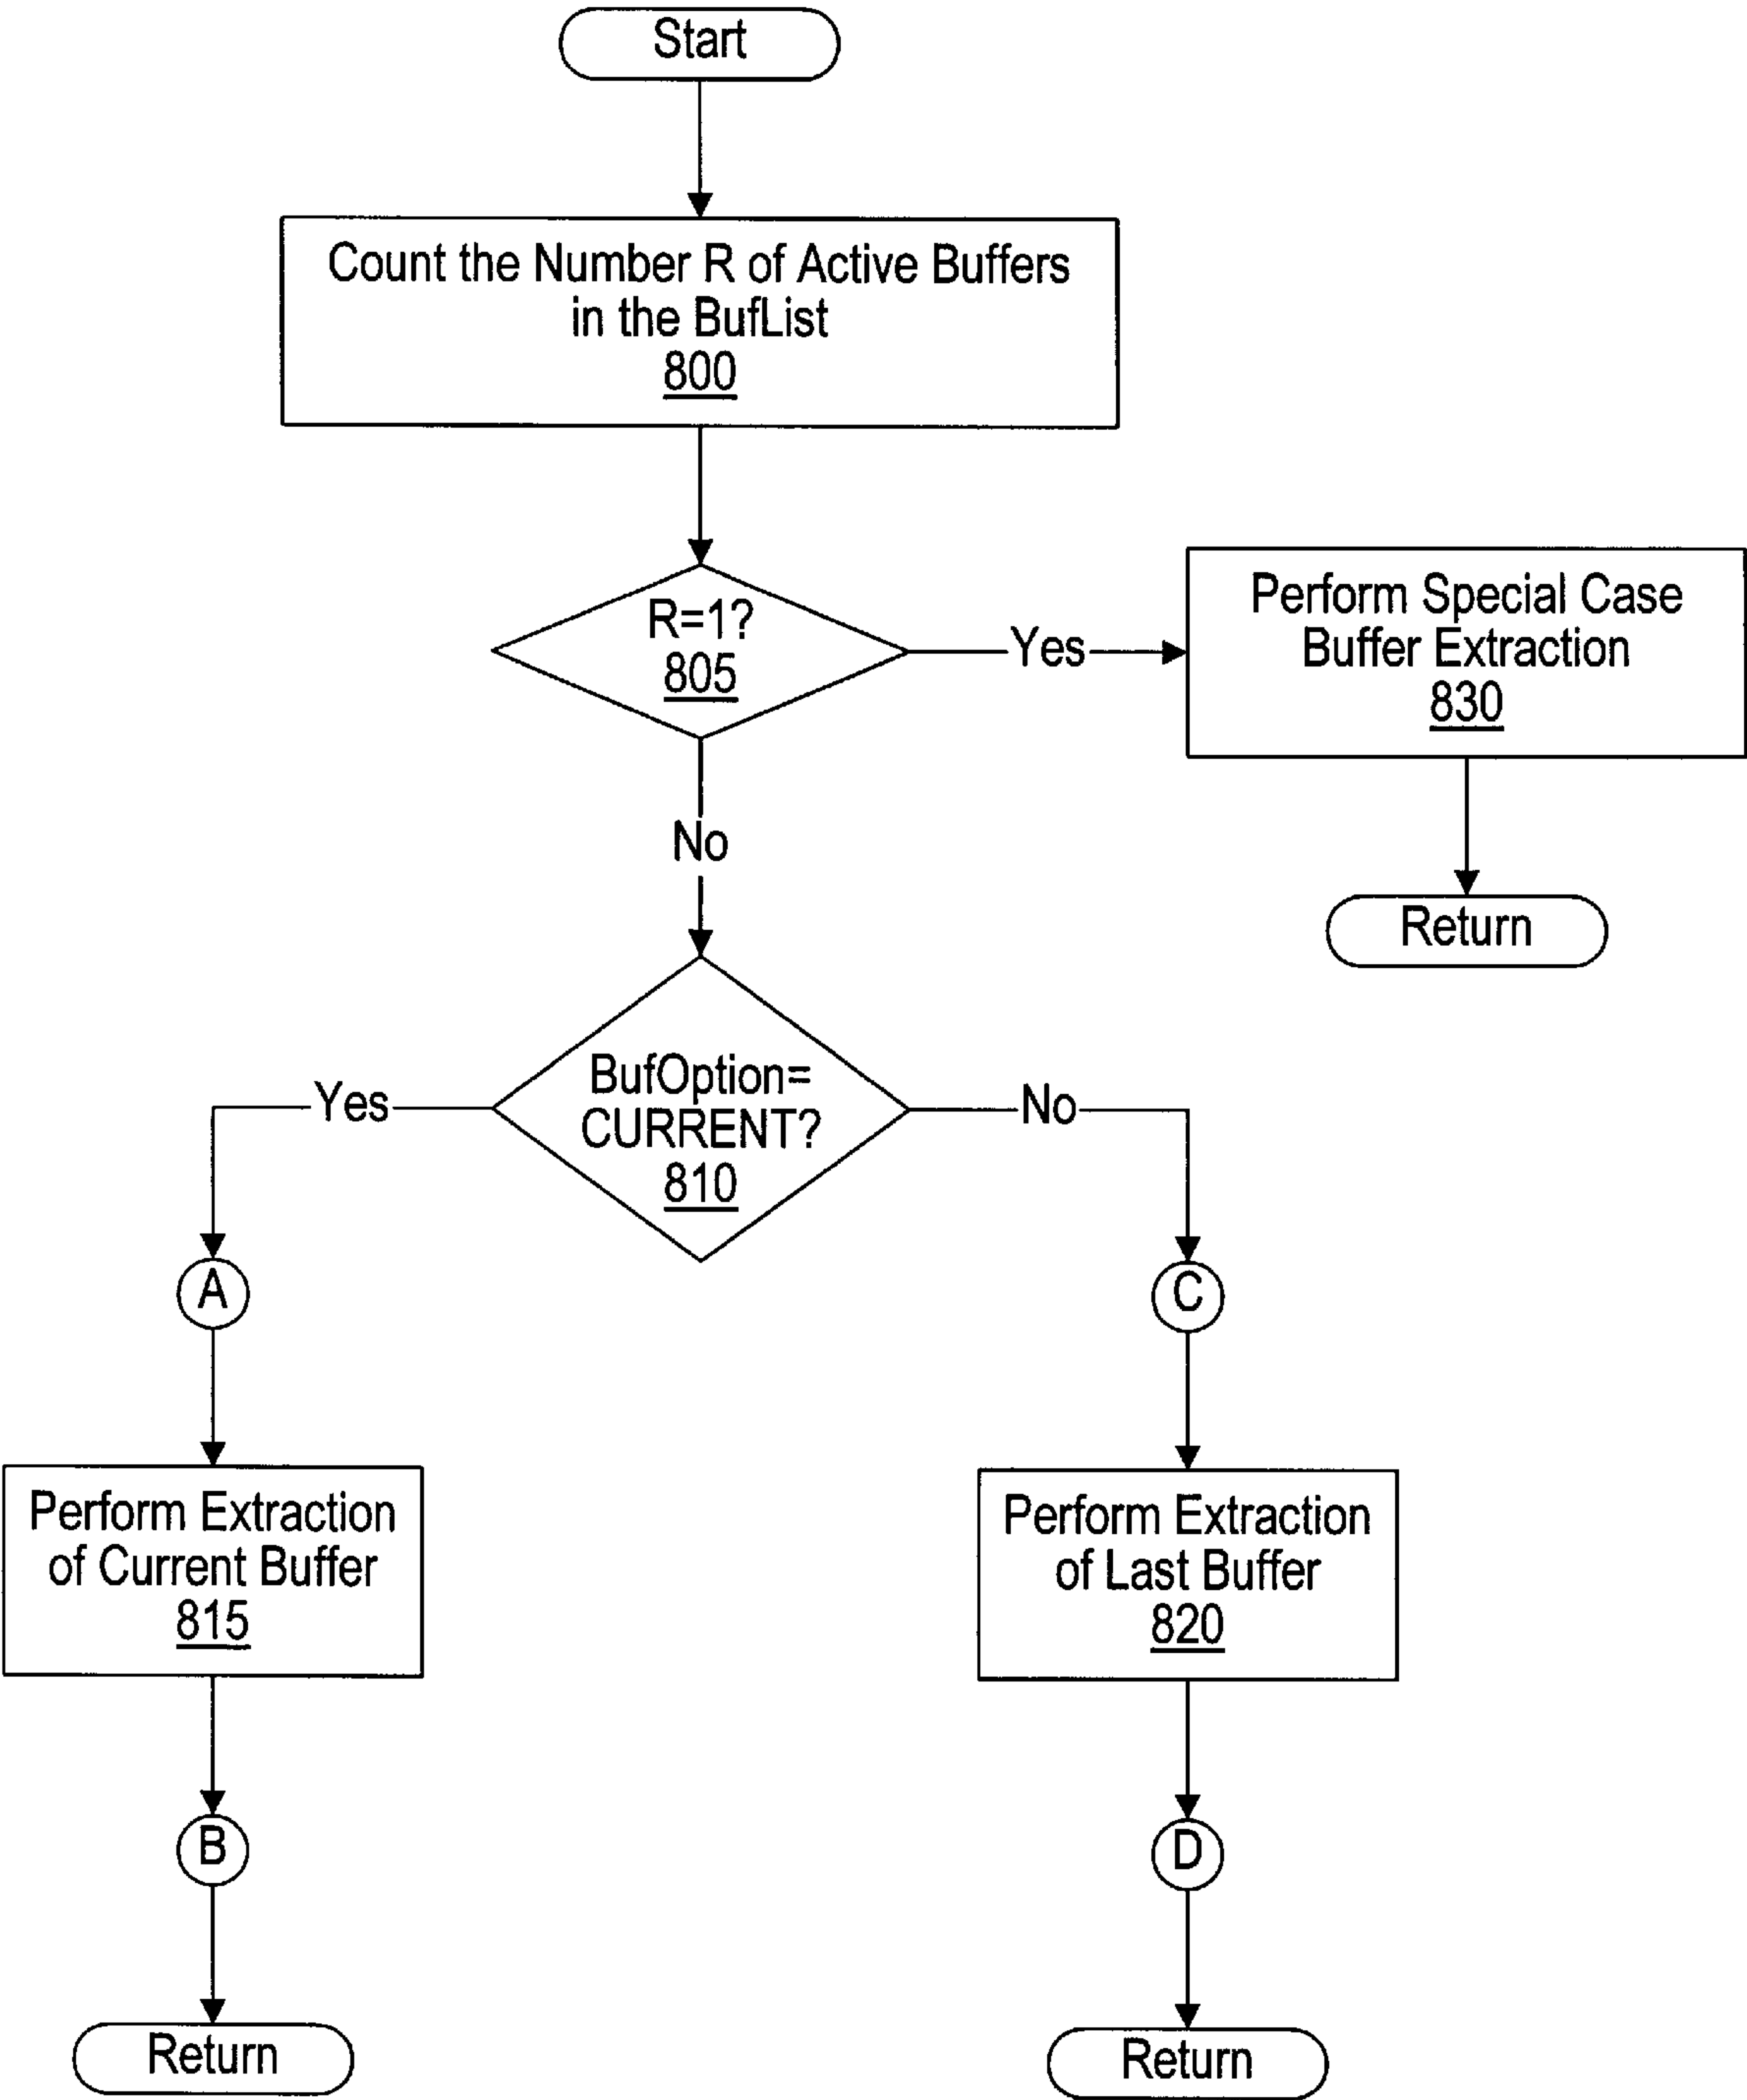 Start
Count the Number R of Active Buffers
in the BufList
800
R=1?
805
Yes
Perform Special Case
Buffer Extraction
830
No
Return
BufOption=
CURRENT?
810
Yes
No
A
C
Perform Extraction
of Current Buffer
815
Perform Extraction
of Last Buffer
820
B
D
Return
Return